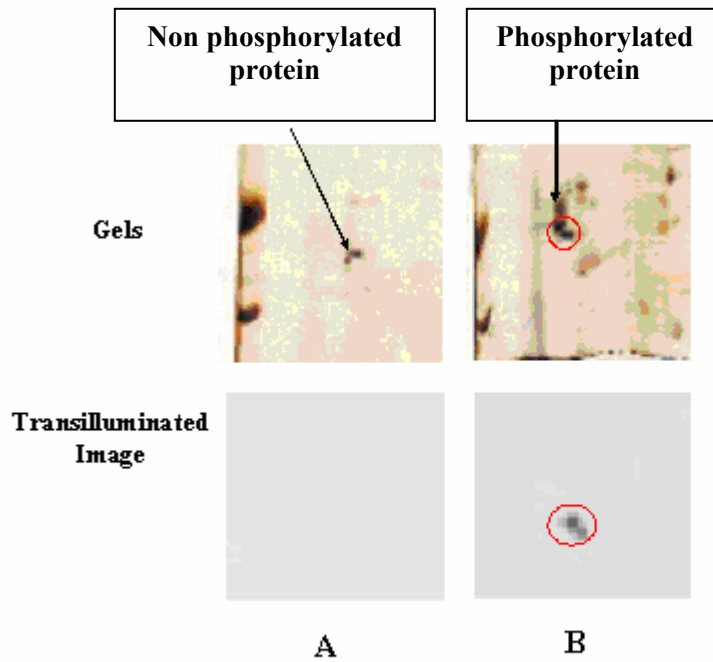 Non phosphorylated
protein
Phosphorylated
protein
Gels
Transilluminated
Image
A
B